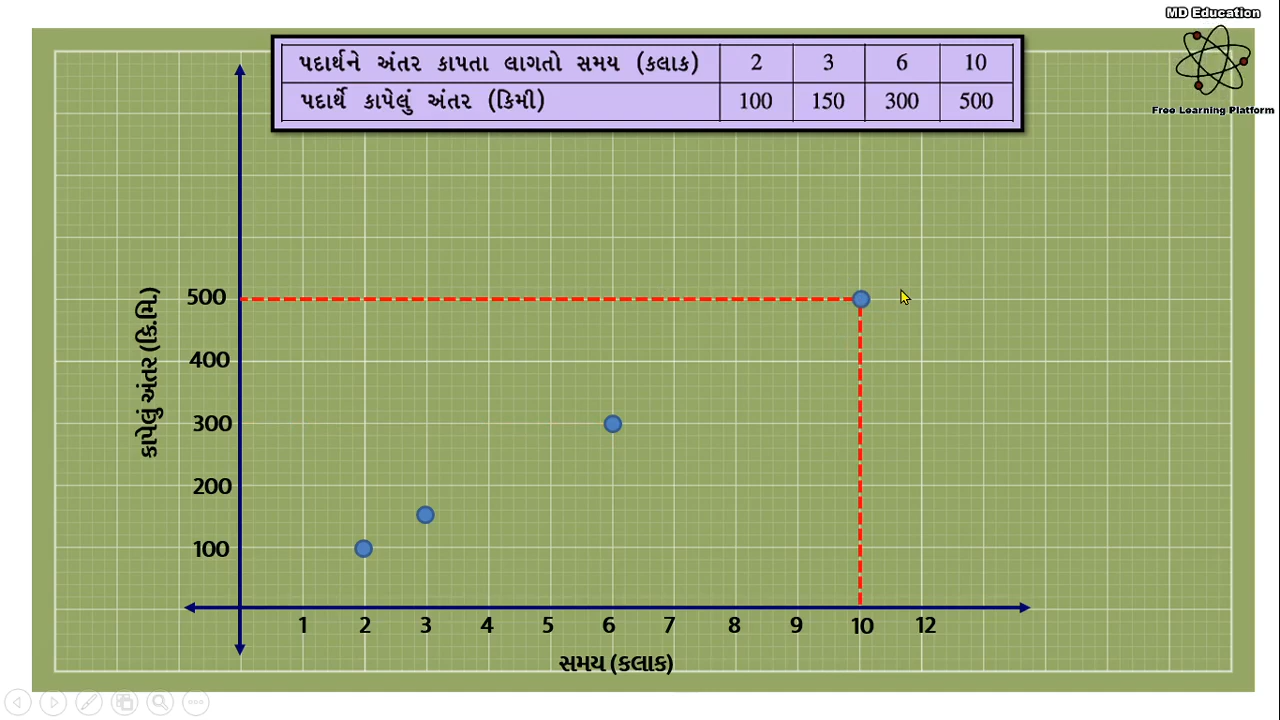 MD Education
Free Learning Platform
પદાર્થને અંતર કાપતા લાગતો સમય (કલાક) 2 3 6 10
પદાર્થે કાપેલું અંતર (કિમી) 100 150 300 500
કાપેલું અંતર (કિ.મિ.)
500
400
300
200
100
1 2 3 4 5 6 7 8 9 10 12
સમય (કલાક)